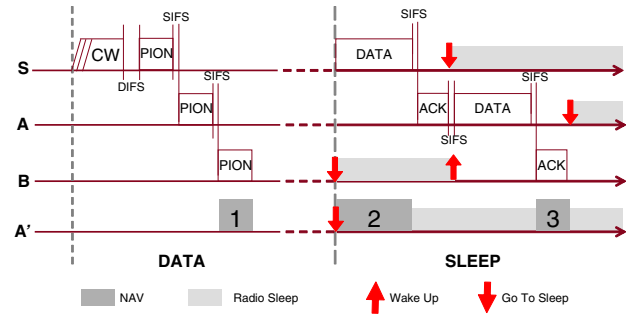 SIFS
SIFS
S
CW
PION
DATA
DIFS
SIFS
SIFS
A
PION
ACK
DATA
SIFS
B
PION
ACK
A'
1
2
3
DATA
SLEEP
NAV
Radio Sleep
Wake Up
Go To Sleep